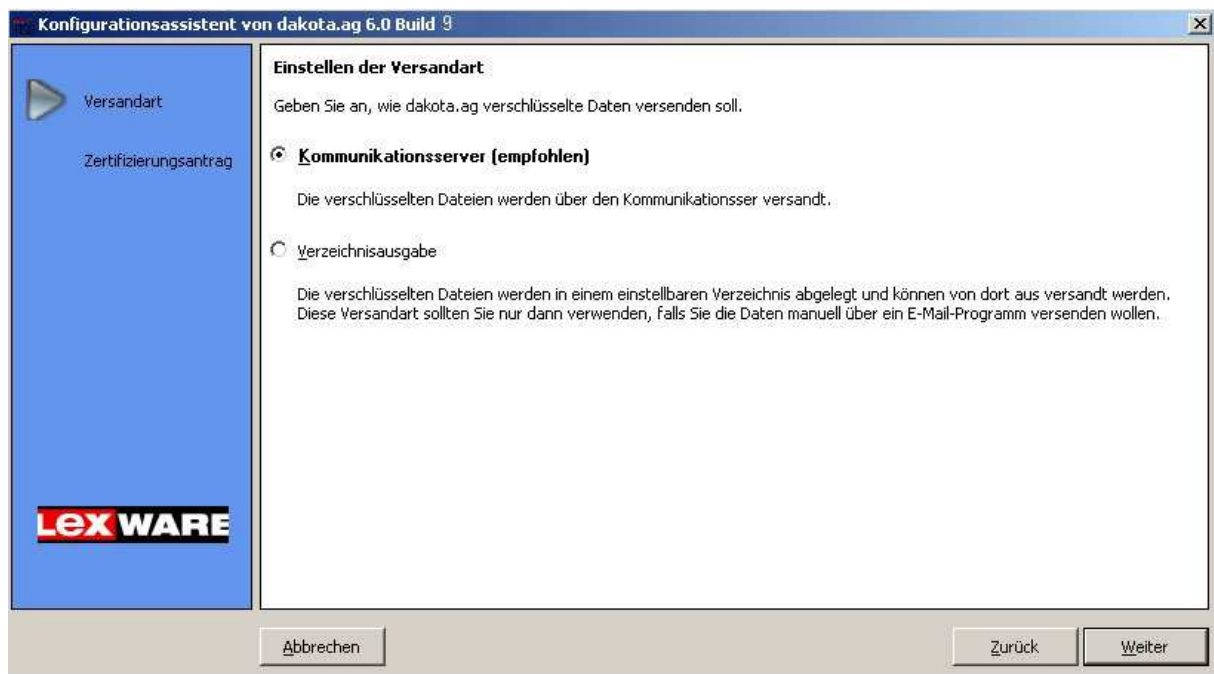 Konfigurationsassistent von dakota.ag 6.0 Build 9
Versandart
Zertifizierungsantrag
LEXWARE
Einstellen der Versandart
Geben Sie an, wie dakota.ag verschlüsselte Daten versenden soll.
Kommunikationsserver (empfohlen)
Die verschlüsselten Dateien werden über den Kommunikationsser versandt.
Verzeichnisausgabe
Die verschlüsselten Dateien werden in einem einstellbaren Verzeichnis abgelegt und können von dort aus versandt werden.
Diese Versandart sollten Sie nur dann verwenden, falls Sie die Daten manuell über ein E-Mail-Programm versenden wollen.
Abbrechen
Zurück
Weiter